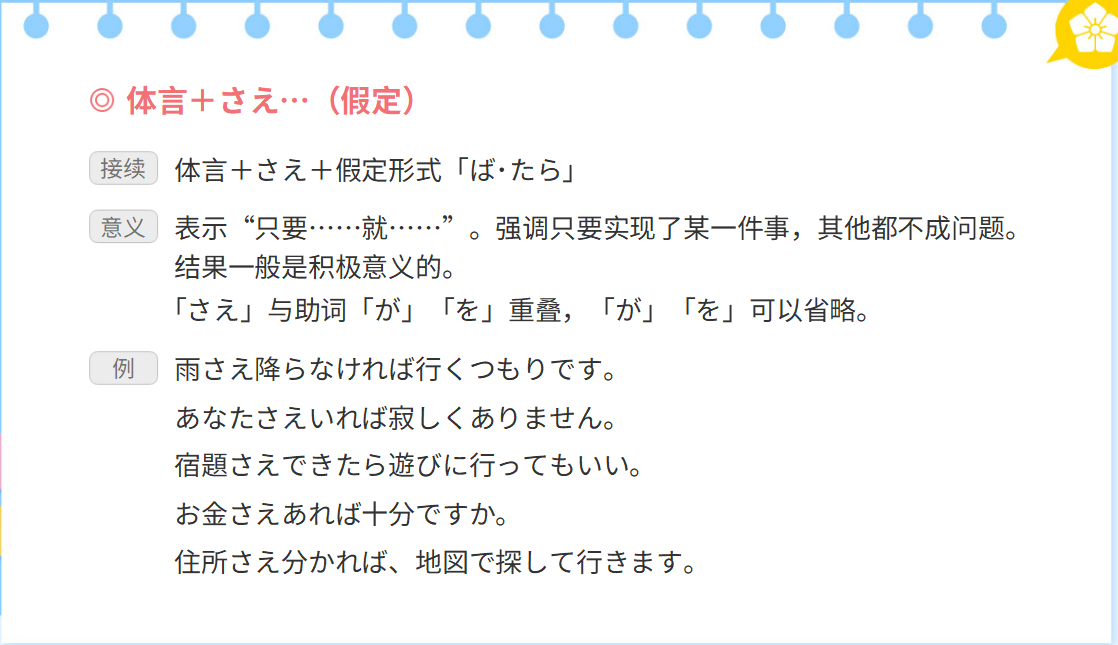 ◎ 体言＋さえ…（假定）
接续 体言＋さえ＋假定形式「ば･たら」
意义 表示“只要……就……”。强调只要实现了某一件事，其他都不成问题。
结果一般是积极意义的。
「さえ」与助词「が」「を」重叠，「が」「を」可以省略。
例 雨さえ降らなければ行くつもりです。
あなたさえいれば寂しくありません。
宿題さえできたら遊びに行ってもいい。
お金さえあれば十分ですか。
住所さえ分かれば、地図で探して行きます。